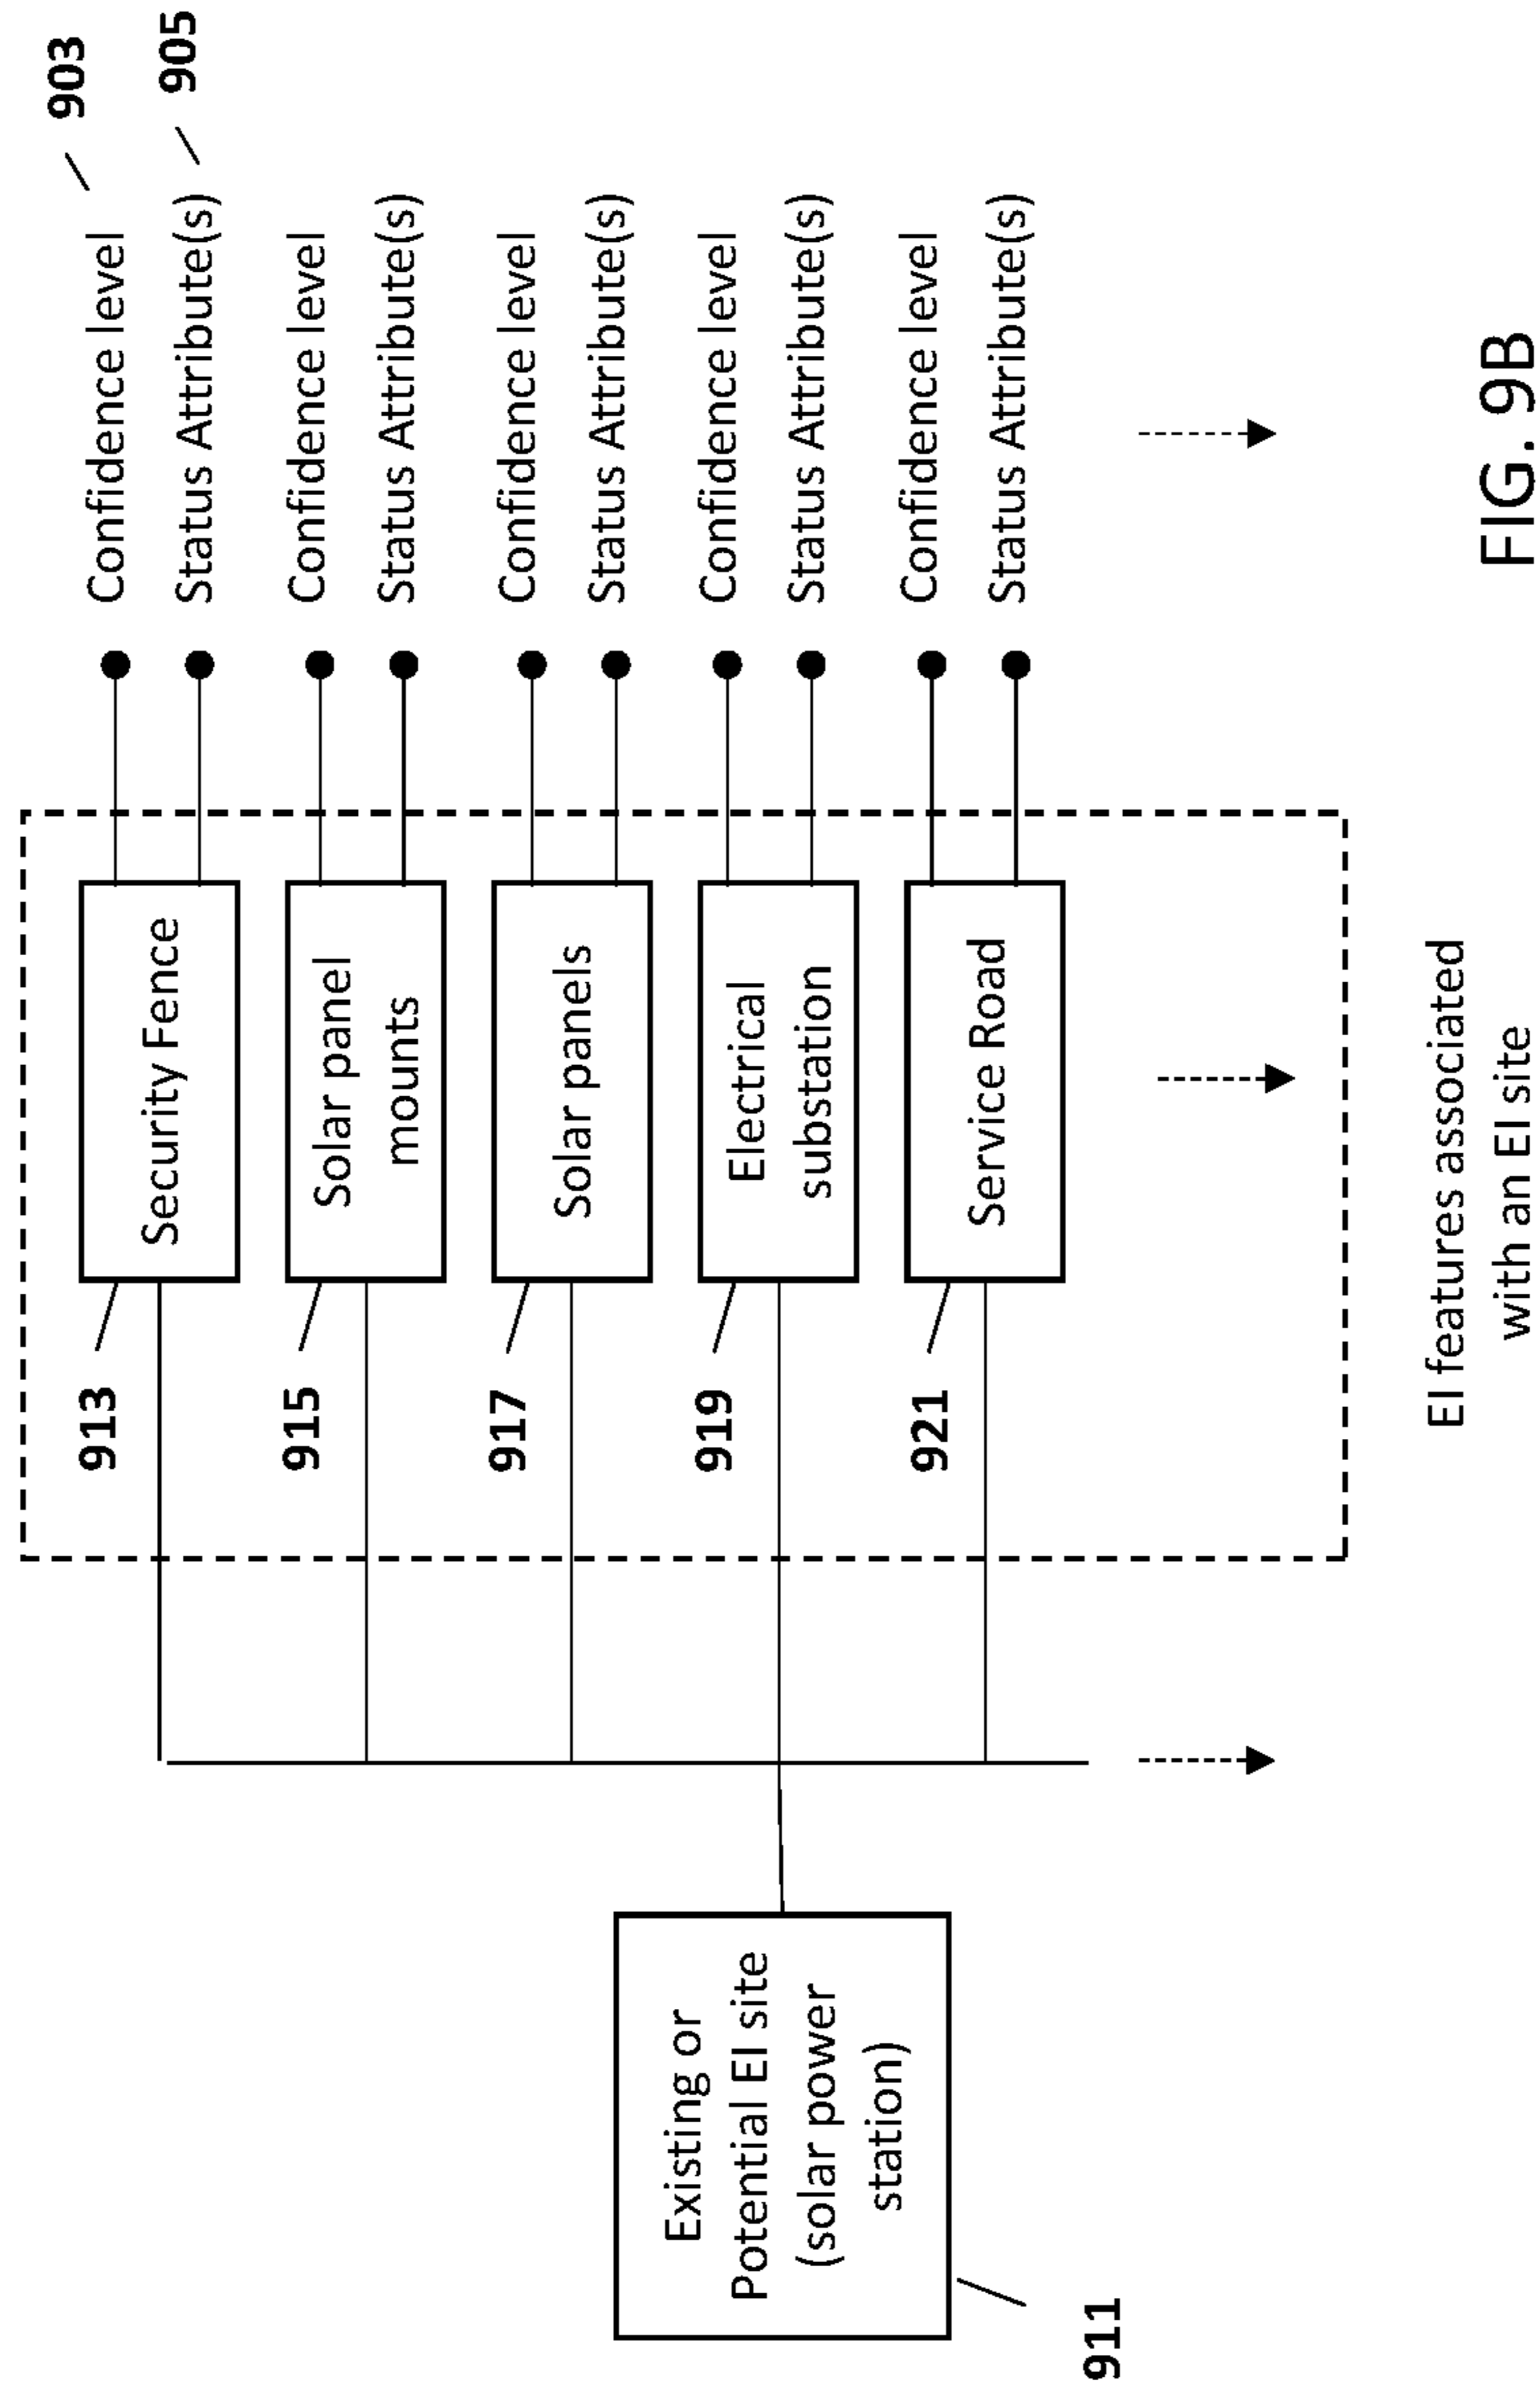 903
Confidence level
Status Attribute(s)
905
913
Security Fence
Confidence level
Status Attribute(s)
915
Solar panel
mounts
Confidence level
Status Attribute(s)
917
Solar panels
Confidence level
Status Attribute(s)
919
Electrical
substation
Confidence level
Status Attribute(s)
921
Service Road
Existing or
Potential EI site
(solar power
station)
911
EI features associated
with an EI site
FIG. 9B